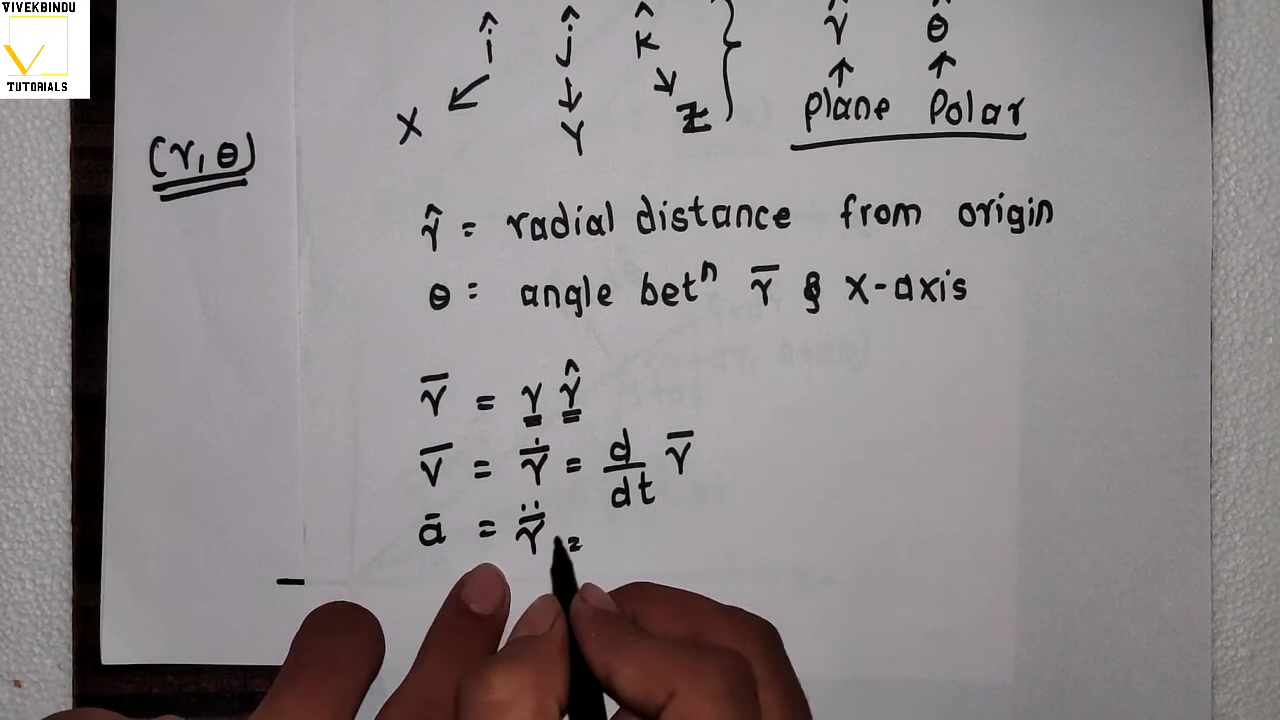 VIVEKBINDU
TUTORIALS
î ĵ k̂ } r̂ θ̂
X Y Z plane polar
(r, θ)
r̂ = radial distance from origin
θ = angle betⁿ r̄ & x-axis
r̄ = r r̂
v̄ = r̄̇ = d/dt r̄
ā = r̄̈ =